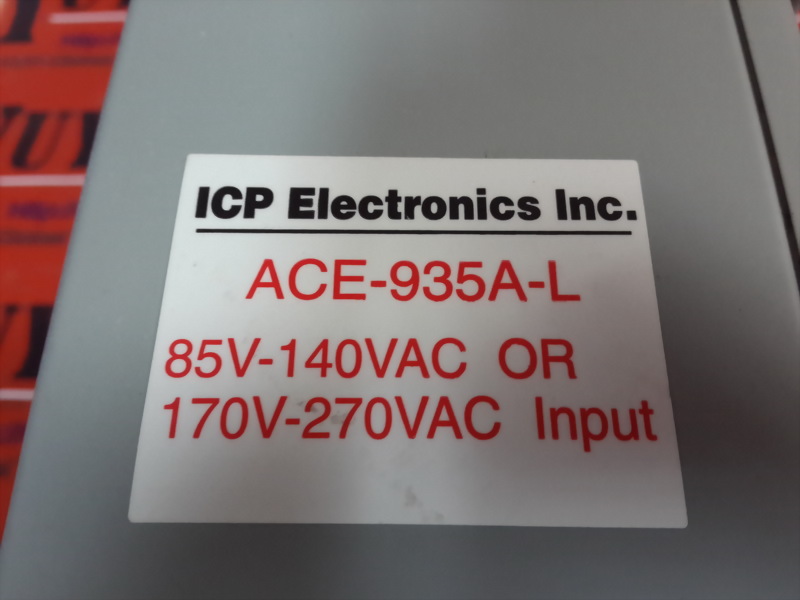 ICP Electronics Inc.
ACE-935A-L
85V-140VAC OR
170V-270VAC Input